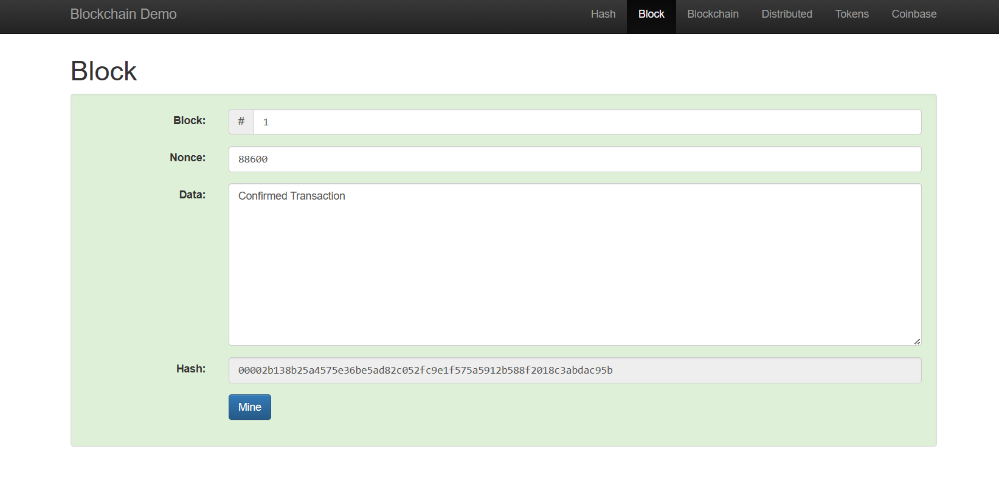 Blockchain Demo
Hash Block Blockchain Distributed Tokens Coinbase
Block
Block: # 1
Nonce: 88600
Data: Confirmed Transaction
Hash: 00002b138b25a4575e36be5ad82c052fc9e1f575a5912b588f2018c3abdac95b
Mine